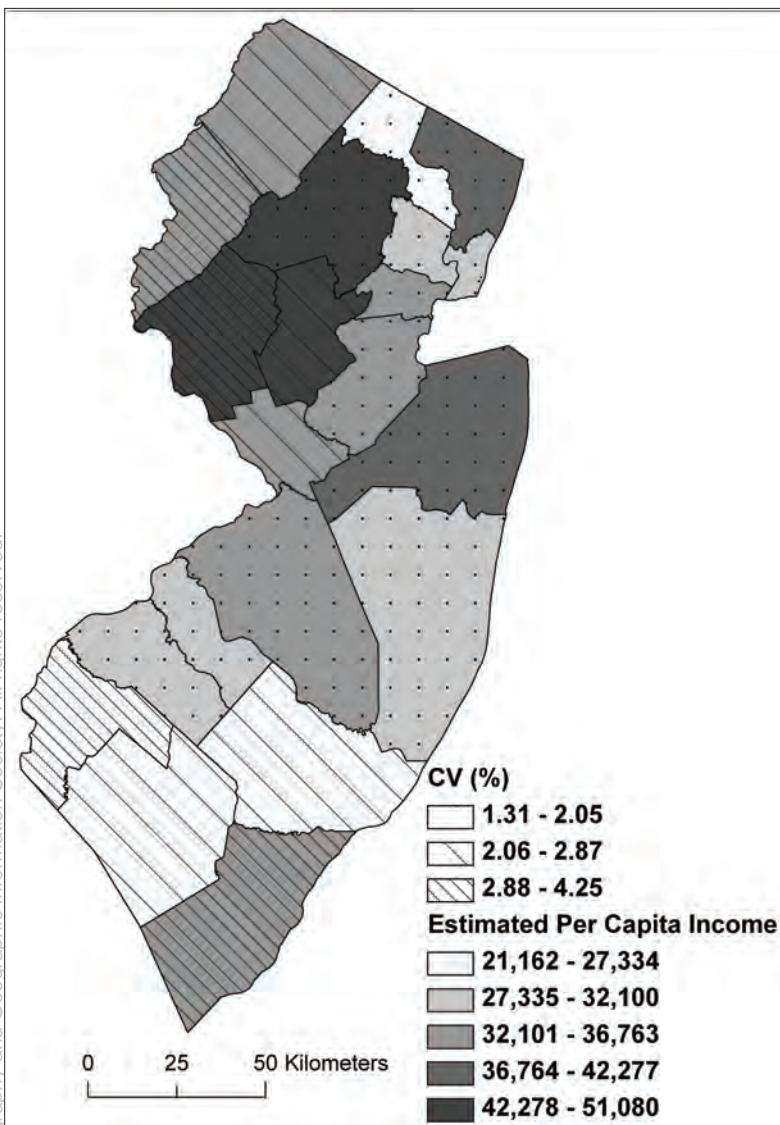 CV (%)
1.31 - 2.05
2.06 - 2.87
2.88 - 4.25
Estimated Per Capita Income
21,162 - 27,334
27,335 - 32,100
32,101 - 36,763
36,764 - 42,277
42,278 - 51,080
0 25 50 Kilometers